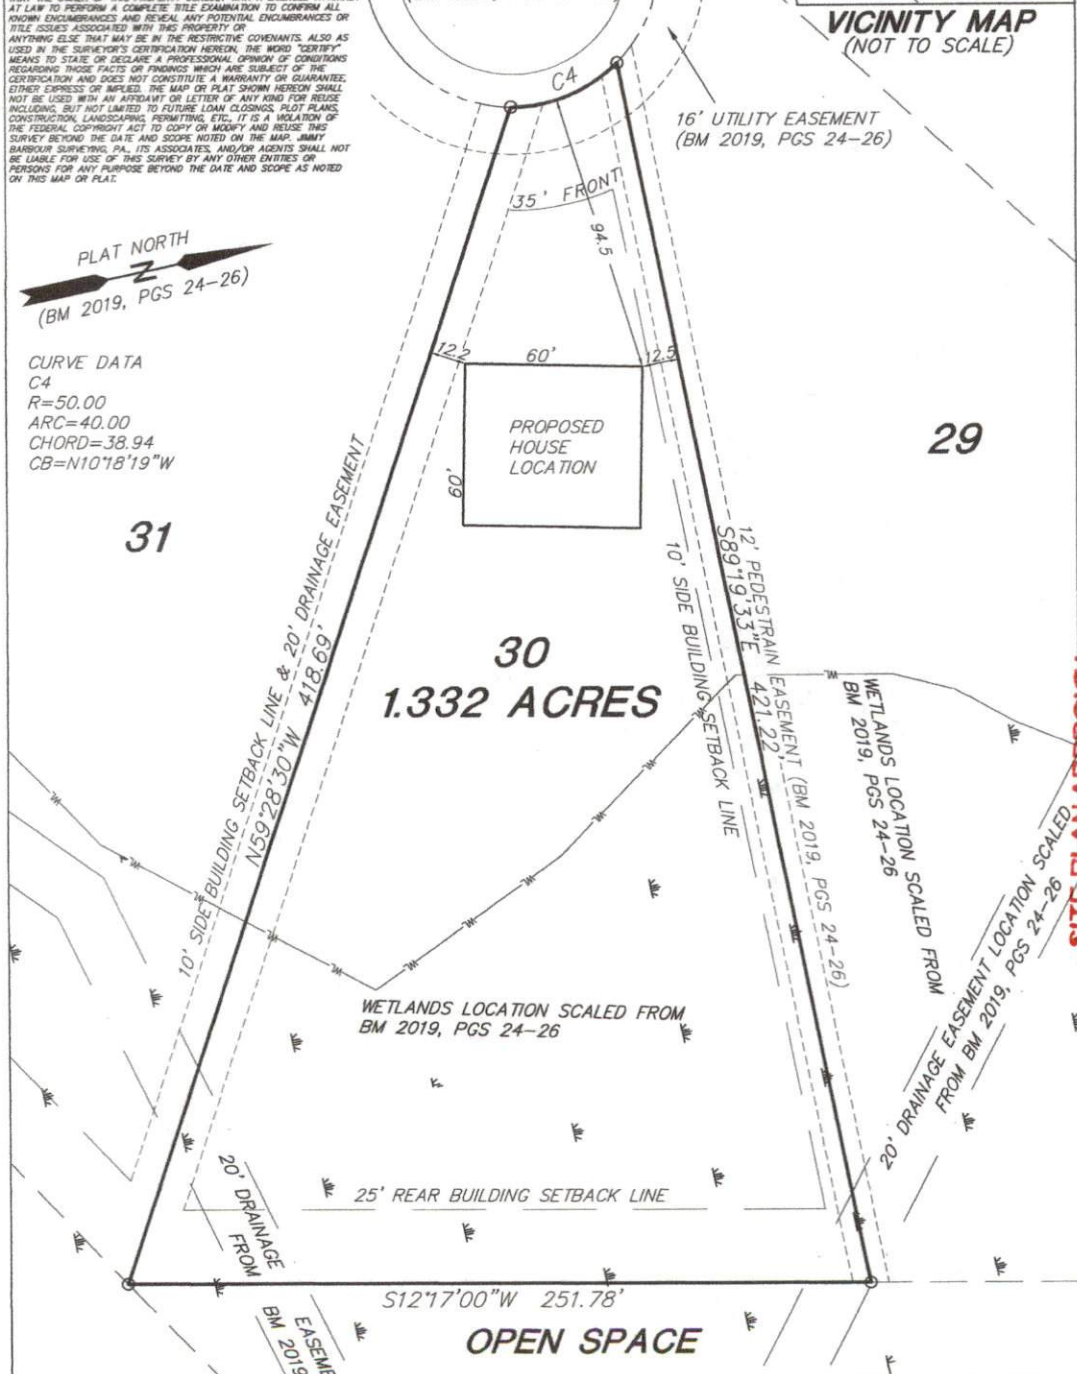 AT LAW TO PERFORM A COMPLETE TITLE EXAMINATION TO CONFIRM ALL
KNOWN ENCUMBRANCES AND REVEAL ANY POTENTIAL ENCUMBRANCES OR
TITLE ISSUES ASSOCIATED WITH THIS PROPERTY OR
ANYTHING ELSE THAT MAY BE IN THE RESTRICTIVE COVENANTS. ALSO AS
USED IN THE SURVEYOR'S CERTIFICATION HEREON, THE WORD "CERTIFY"
MEANS TO STATE OR DECLARE A PROFESSIONAL OPINION OF CONDITIONS
REGARDING THOSE FACTS OR FINDINGS WHICH ARE SUBJECT OF THE
CERTIFICATION AND DOES NOT CONSTITUTE A WARRANTY OR GUARANTEE,
EITHER EXPRESS OR IMPLIED. THE MAP OR PLAT SHOWN HEREON SHALL
NOT BE USED WITH AN AFFIDAVIT OR LETTER OF ANY KIND FOR REUSE
INCLUDING, BUT NOT LIMITED TO FUTURE LOAN CLOSINGS, PLOT PLANS,
CONSTRUCTION, LANDSCAPING, PERMITTING, ETC., IT IS A VIOLATION OF
THE FEDERAL COPYRIGHT ACT TO COPY OR MODIFY AND REUSE THIS
SURVEY BEYOND THE DATE AND SCOPE NOTED ON THE MAP. JIMMY
BARBOUR SURVEYING, P.A., ITS ASSOCIATES, AND/OR AGENTS SHALL NOT
BE LIABLE FOR USE OF THIS SURVEY BY ANY OTHER ENTITIES OR
PERSONS FOR ANY PURPOSE BEYOND THE DATE AND SCOPE AS NOTED
ON THIS MAP OR PLAT.
VICINITY MAP
(NOT TO SCALE)
C4
16' UTILITY EASEMENT
(BM 2019, PGS 24-26)
35' FRONT
94.5
PLAT NORTH
N
(BM 2019, PGS 24-26)
CURVE DATA
C4
R=50.00
ARC=40.00
CHORD=38.94
CB=N10°18'19"W
12.2
60'
12.5
PROPOSED
HOUSE
LOCATION
60'
29
31
30
1.332 ACRES
10' SIDE BUILDING SETBACK LINE & 20' DRAINAGE EASEMENT
N59°28'30"W 418.69'
10' SIDE BUILDING SETBACK LINE
S89°19'33"E 421.22'
12' PEDESTRAIN EASEMENT (BM 2019, PGS 24-26)
WETLANDS LOCATION SCALED FROM
BM 2019, PGS 24-26
WETLANDS LOCATION SCALED FROM
BM 2019, PGS 24-26
20' DRAINAGE EASEMENT LOCATION SCALED
FROM BM 2019, PGS 24-26
25' REAR BUILDING SETBACK LINE
20' DRAINAGE
FROM
EASEME
BM 2019
S12°17'00"W 251.78'
OPEN SPACE